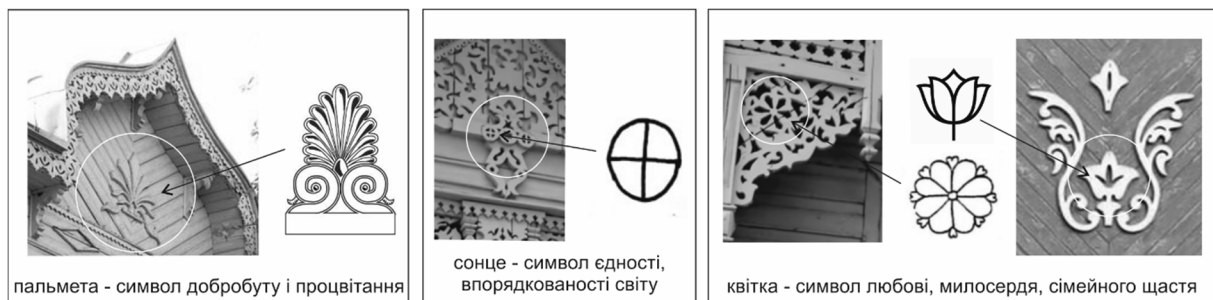 пальмета - символ добробуту і процвітання
сонце - символ єдності,
впорядкованості світу
квітка - символ любові, милосердя, сімейного щастя